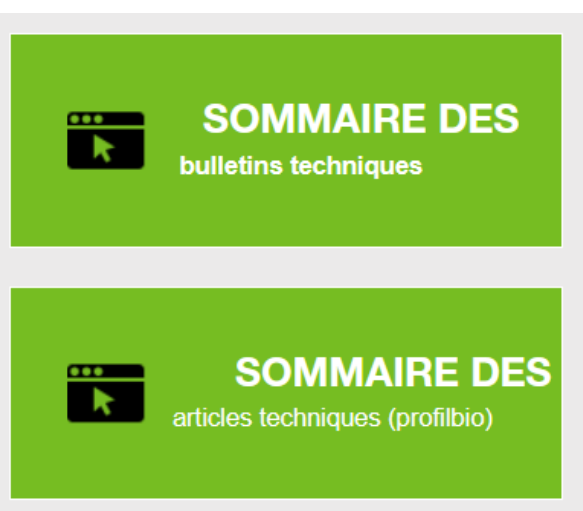 SOMMAIRE DES
bulletins techniques
SOMMAIRE DES
articles techniques (profilbio)